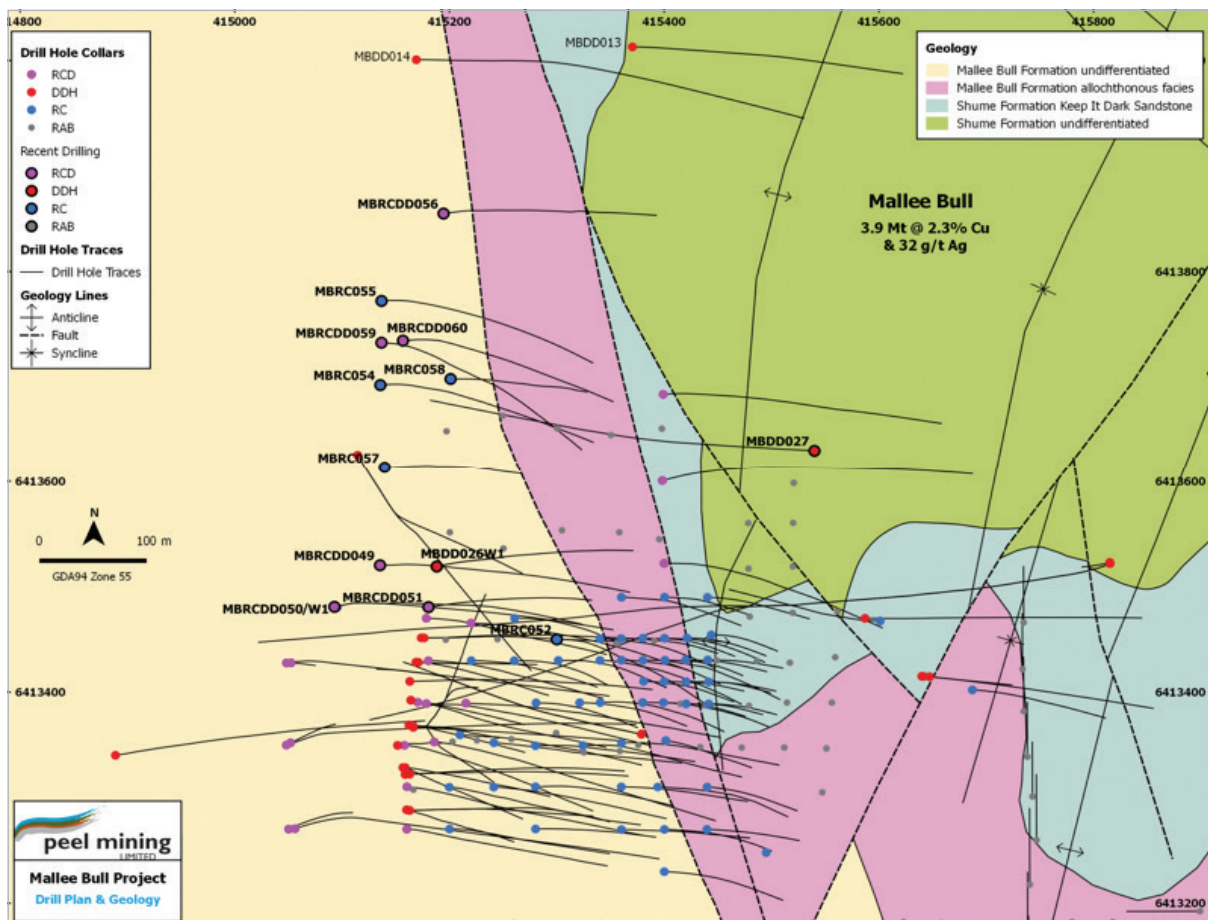 14800
415000
415200
415400
415600
415800
Drill Hole Collars
RCD
DDH
RC
RAB
Recent Drilling
RCD
DDH
RC
RAB
Drill Hole Traces
Drill Hole Traces
Geology Lines
Anticline
Fault
Syncline
Geology
Mallee Bull Formation undifferentiated
Mallee Bull Formation allochthonous facies
Shume Formation Keep It Dark Sandstone
Shume Formation undifferentiated
MBDD014
MBDD013
MBRCDD056
Mallee Bull
3.9 Mt @ 2.3% Cu
& 32 g/t Ag
6413800
MBRC055
MBRCDD059
MBRCDD060
MBRC054
MBRC058
MBDD027
MBRC057
6413600
6413600
N
0 100 m
GDA94 Zone 55
MBRCDD049
MBDD026W1
MBRCDD050/W1
MBRCDD051
MBRC052
6413400
6413400
6413200
peel mining
LIMITED
Mallee Bull Project
Drill Plan & Geology